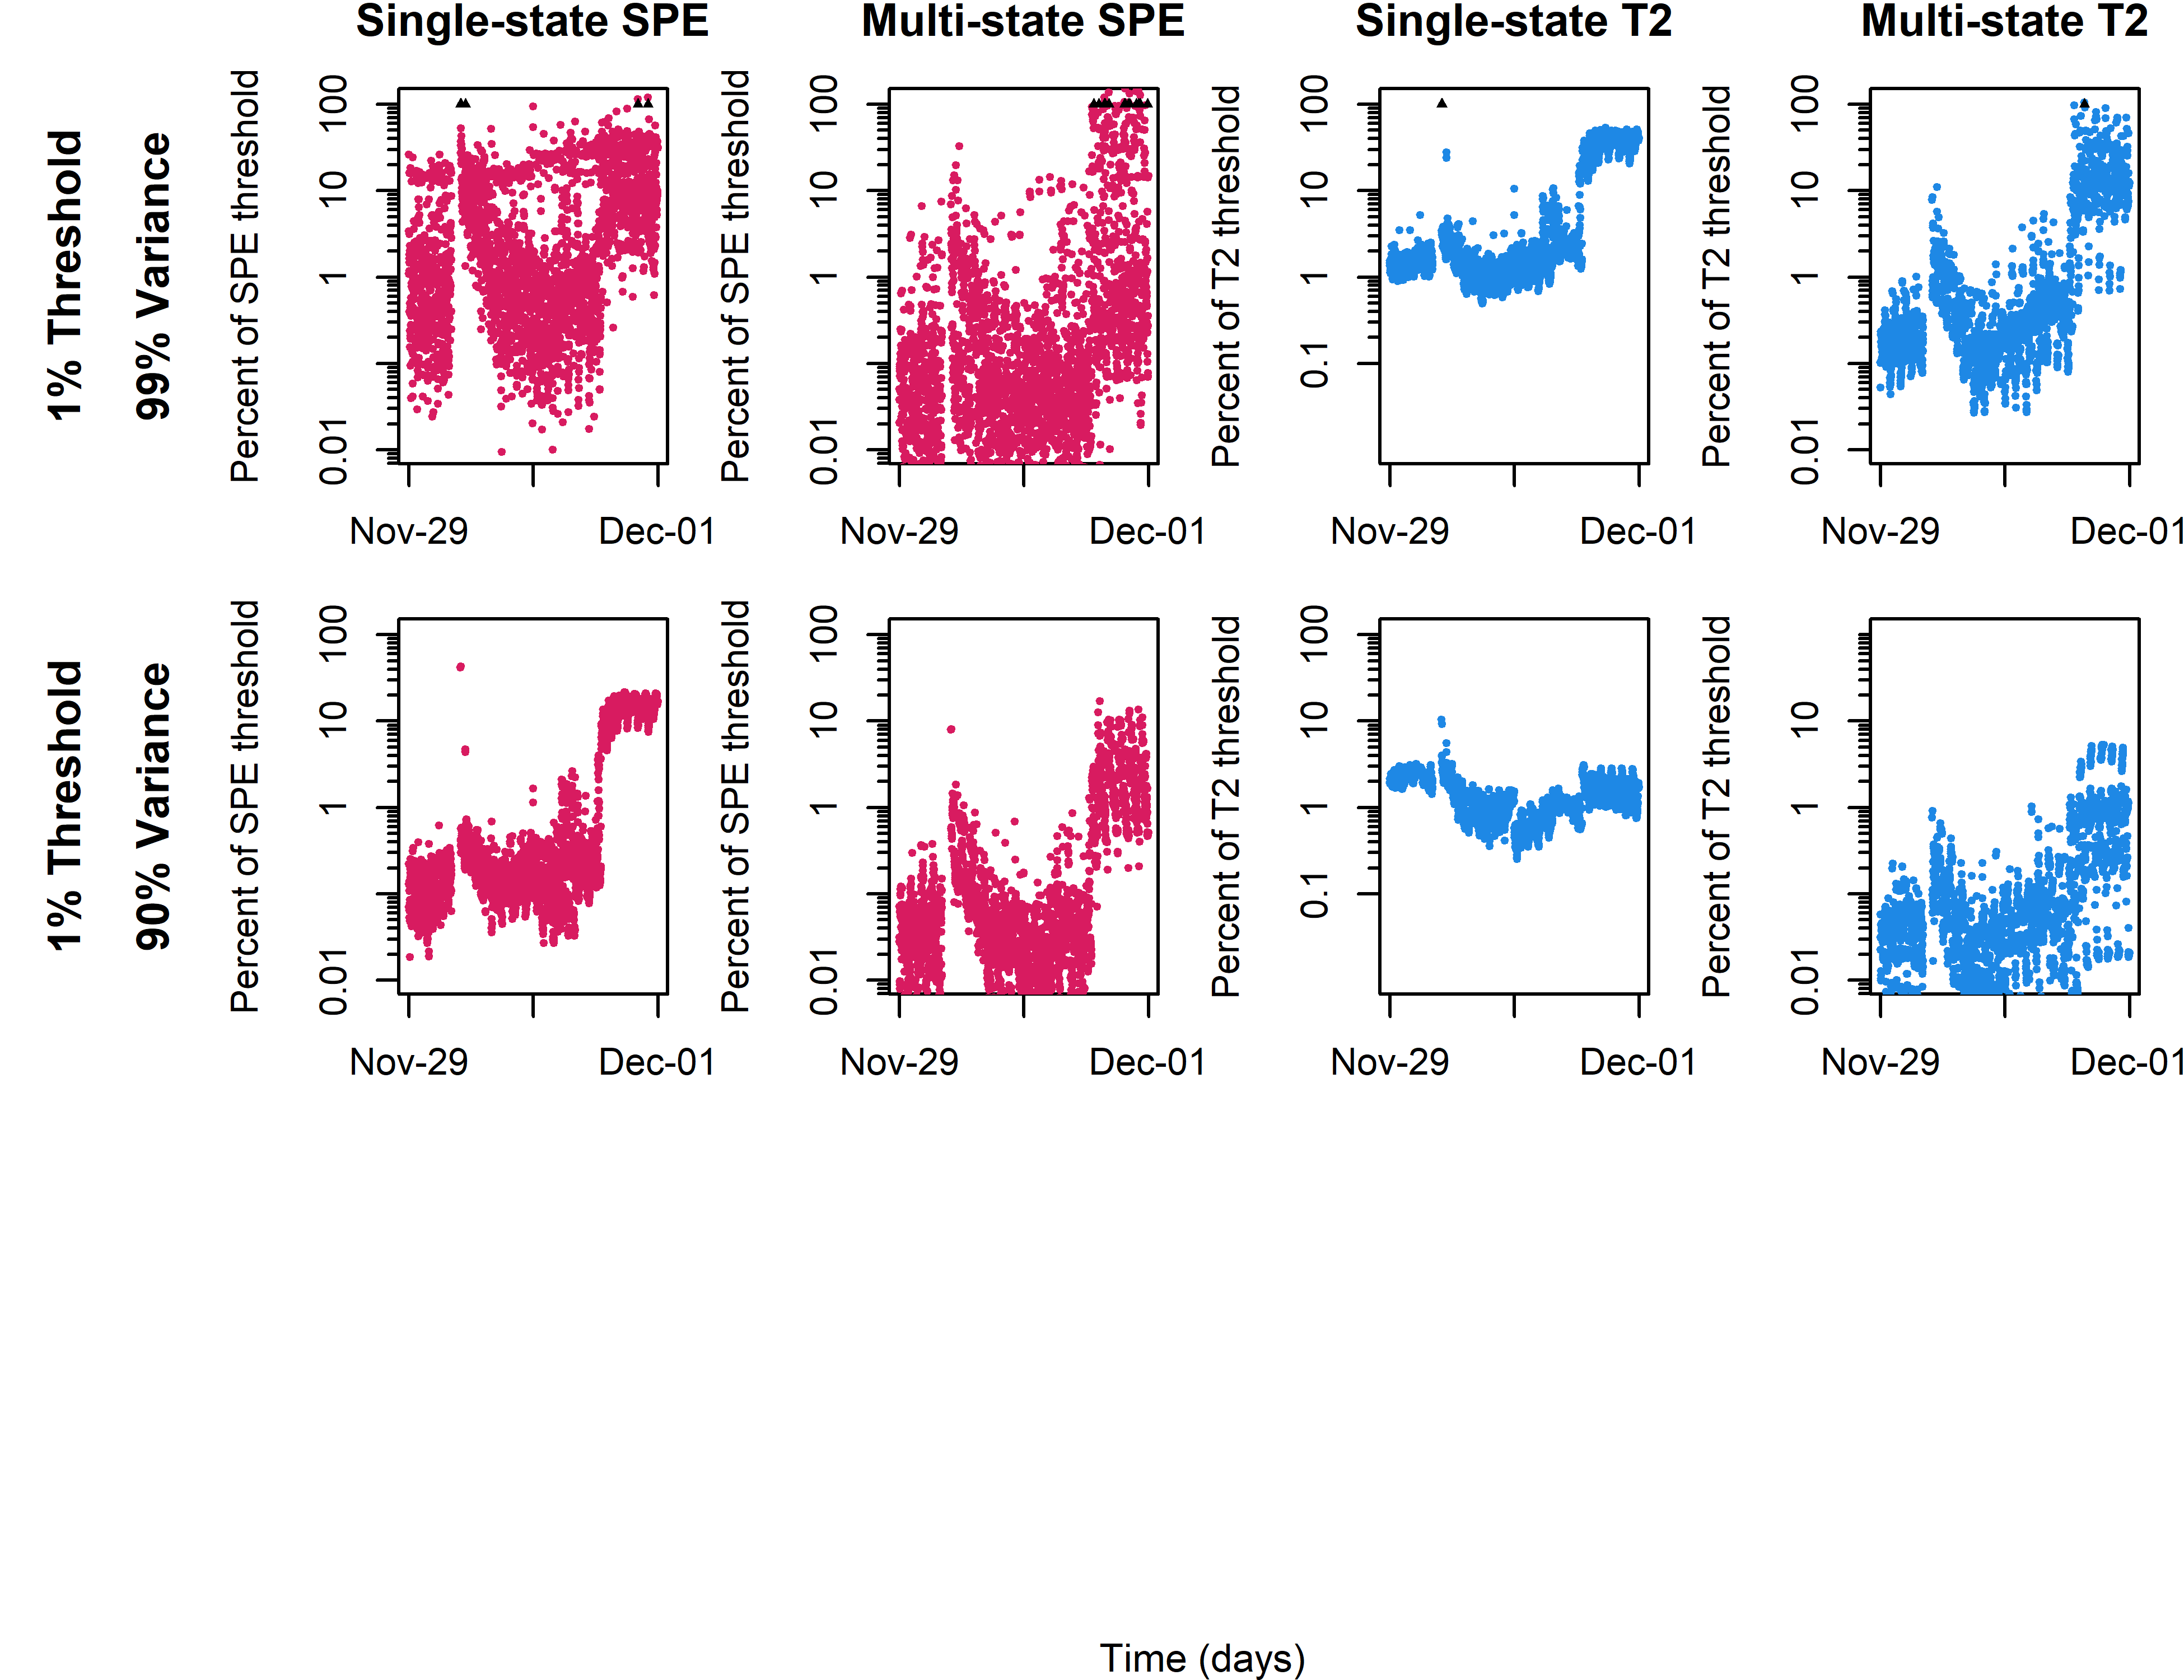 Single-state SPE
Multi-state SPE
Single-state T2
Multi-state T2
1% Threshold
99% Variance
Percent of SPE threshold
100
10
1
0.01
Nov-29
Dec-01
Percent of SPE threshold
100
10
1
0.01
Nov-29
Dec-01
Percent of T2 threshold
100
10
1
0.1
Nov-29
Dec-01
Percent of T2 threshold
100
10
1
0.01
Nov-29
Dec-01
1% Threshold
90% Variance
Percent of SPE threshold
100
10
1
0.01
Nov-29
Dec-01
Percent of SPE threshold
100
10
1
0.01
Nov-29
Dec-01
Percent of T2 threshold
100
10
1
0.1
Nov-29
Dec-01
Percent of T2 threshold
10
1
0.01
Nov-29
Dec-01
Time (days)